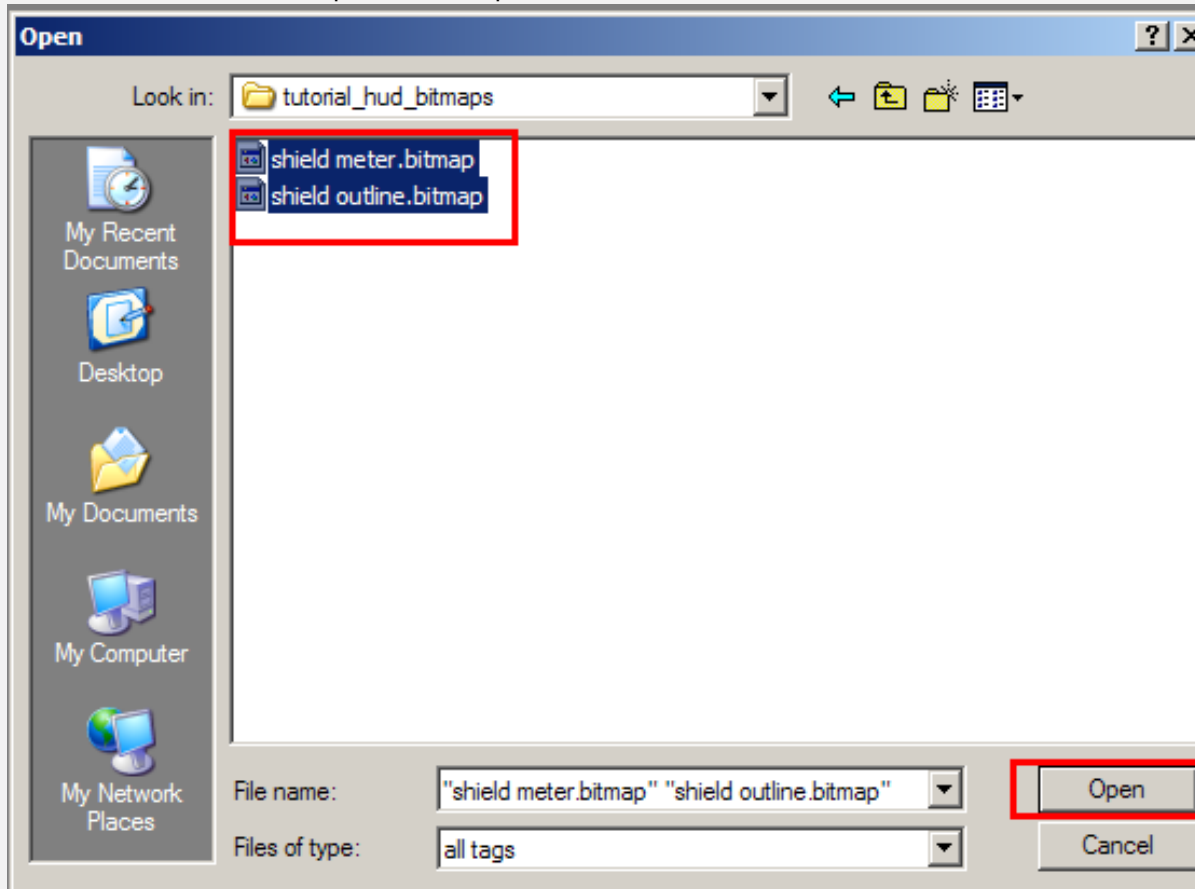 Open
Look in: tutorial_hud_bitmaps
shield meter.bitmap
shield outline.bitmap
My Recent
Documents
Desktop
My Documents
My Computer
My Network
Places
File name: "shield meter.bitmap" "shield outline.bitmap" Open
Files of type: all tags Cancel